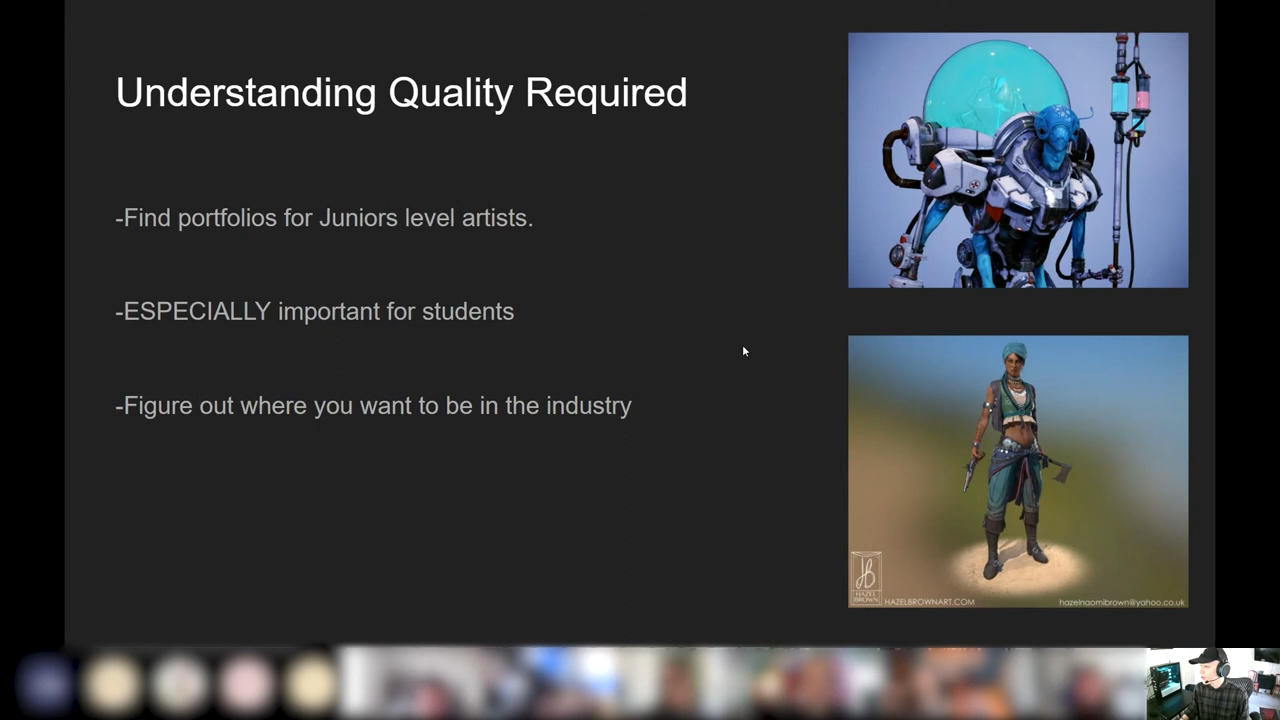 Understanding Quality Required
-Find portfolios for Juniors level artists.
-ESPECIALLY important for students
-Figure out where you want to be in the industry
JB
HAZEL
BROWN
HAZELBROWNART.COM
hazelnaomibrown@yahoo.co.uk